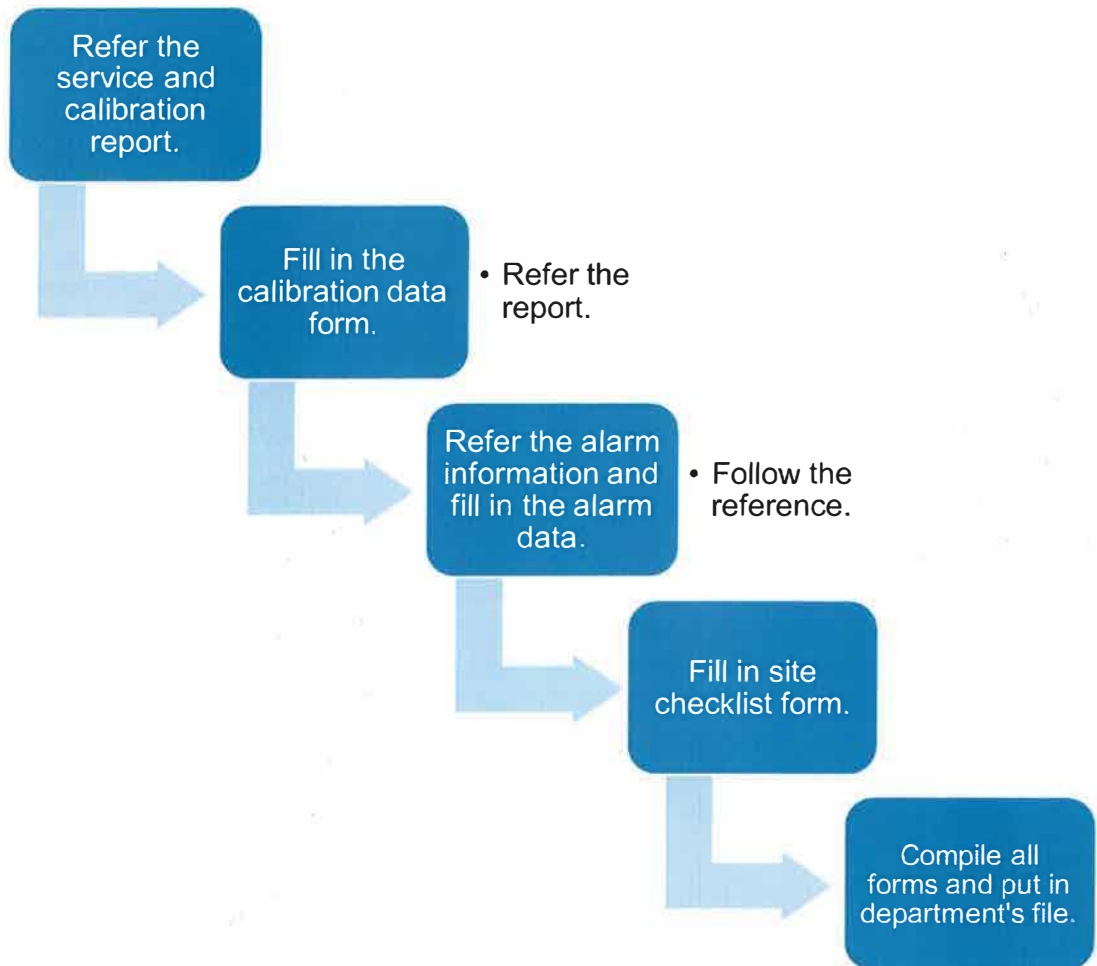 Refer the
service and
calibration
report.
Fill in the
calibration data
form.
• Refer the
report.
Refer the alarm
information and
fill in the alarm
data.
• Follow the
reference.
Fill in site
checklist form.
Compile all
forms and put in
department's file.